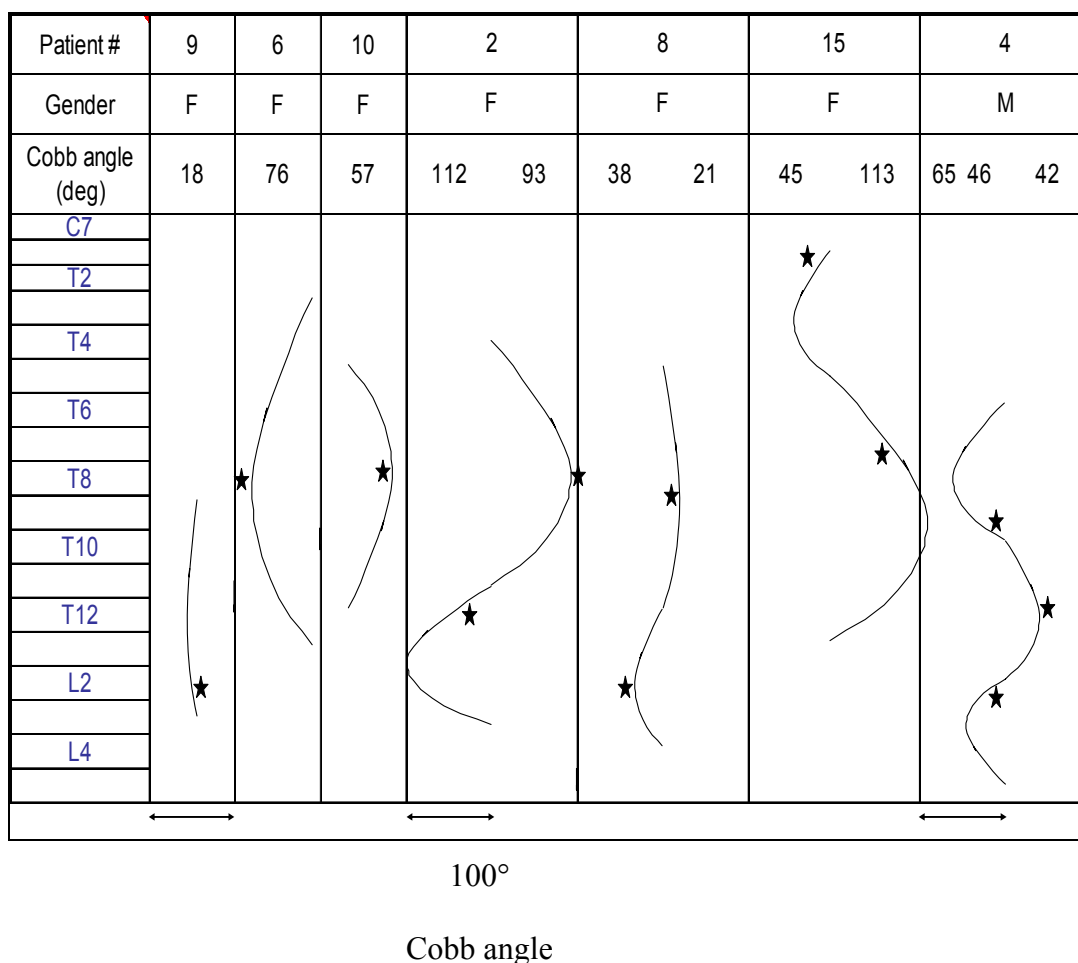 Patient # 9 6 10 2 8 15 4
Gender F F F F F F M
Cobb angle (deg) 18 76 57 112 93 38 21 45 113 65 46 42
C7
T2
T4
T6
T8
T10
T12
L2
L4
100°
Cobb angle